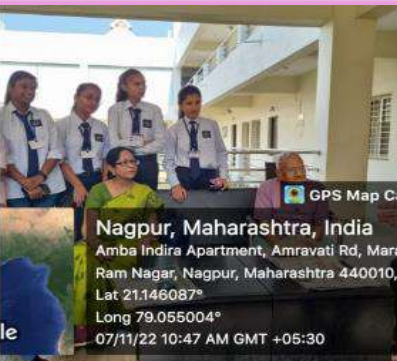 GPS Map Ca
Nagpur, Maharashtra, India
Amba Indira Apartment, Amravati Rd, Mara
Ram Nagar, Nagpur, Maharashtra 440010,
Lat 21.146087°
Long 79.055004°
07/11/22 10:47 AM GMT +05:30
le